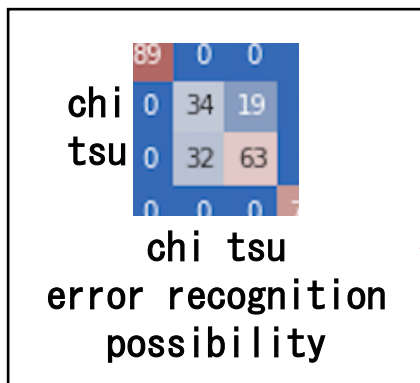 89 0 0
chi 0 34 19
tsu 0 32 63
0 0 0 7
chi tsu
error recognition
possibility